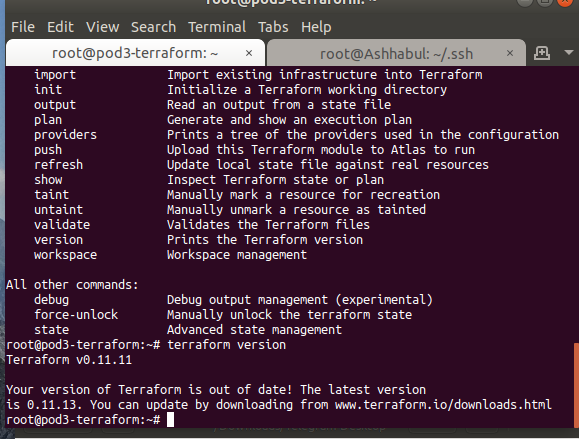 root@pod3-terraform: ~
File Edit View Search Terminal Tabs Help
root@pod3-terraform: ~ × root@Ashhabul: ~/.ssh ×
import Import existing infrastructure into Terraform
init Initialize a Terraform working directory
output Read an output from a state file
plan Generate and show an execution plan
providers Prints a tree of the providers used in the configuration
push Upload this Terraform module to Atlas to run
refresh Update local state file against real resources
show Inspect Terraform state or plan
taint Manually mark a resource for recreation
untaint Manually unmark a resource as tainted
validate Validates the Terraform files
version Prints the Terraform version
workspace Workspace management
All other commands:
debug Debug output management (experimental)
force-unlock Manually unlock the terraform state
state Advanced state management
root@pod3-terraform:~# terraform version
Terraform v0.11.11
Your version of Terraform is out of date! The latest version
is 0.11.13. You can update by downloading from www.terraform.io/downloads.html
root@pod3-terraform:~#